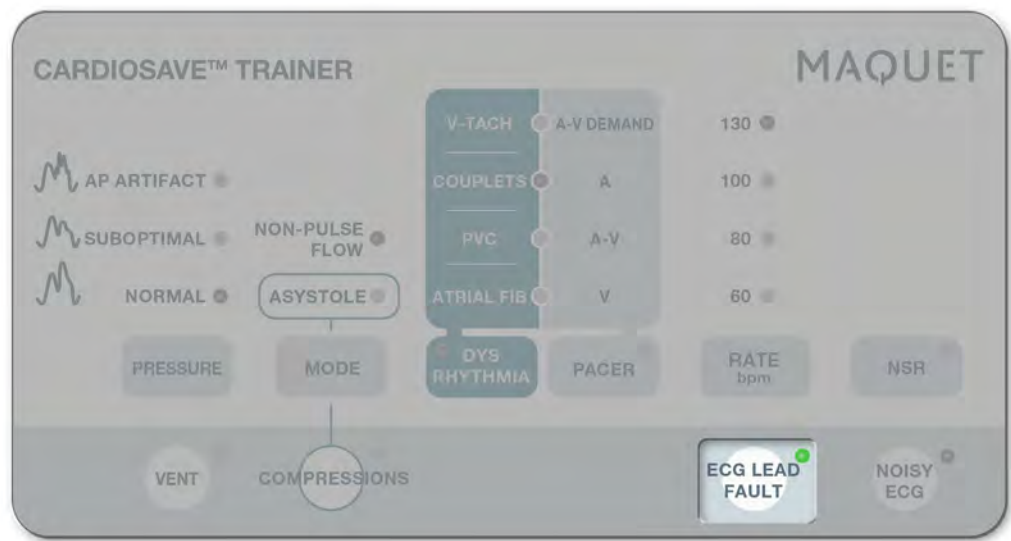 CARDIOSAVE™ TRAINER
MAQUET
V-TACH A-V DEMAND 130
AP ARTIFACT COUPLETS A 100
SUBOPTIMAL NON-PULSE FLOW PVC A-V 80
NORMAL ASYSTOLE ATRIAL FIB V 60
PRESSURE
MODE
DYS
RHYTHMIA
PACER
RATE
bpm
NSR
VENT
COMPRESSIONS
ECG LEAD
FAULT
NOISY
ECG